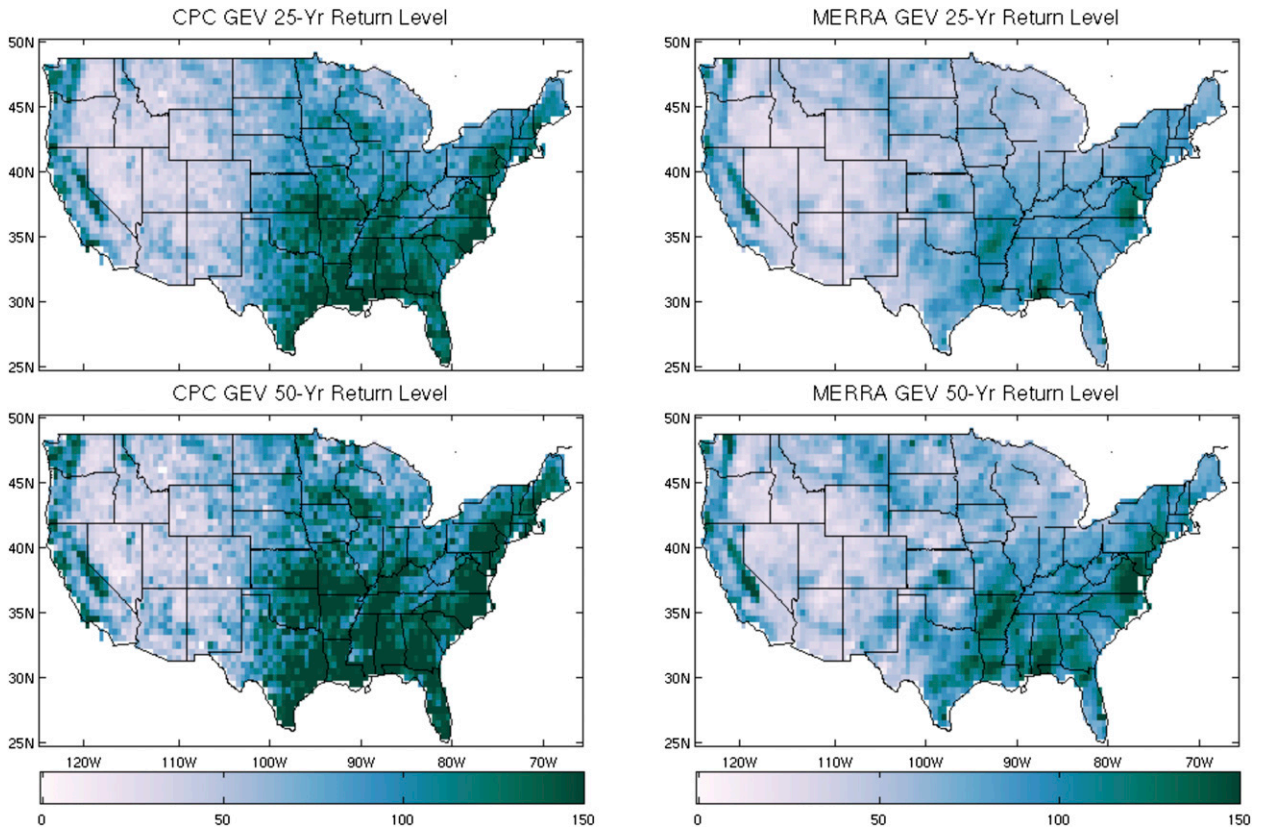 CPC GEV 25-Yr Return Level
MERRA GEV 25-Yr Return Level
50N
45N
40N
35N
30N
25N
50N
45N
40N
35N
30N
25N
CPC GEV 50-Yr Return Level
MERRA GEV 50-Yr Return Level
50N
45N
40N
35N
30N
25N
120W 110W 100W 90W 80W 70W
50N
45N
40N
35N
30N
25N
120W 110W 100W 90W 80W 70W
0 50 100 150
0 50 100 150